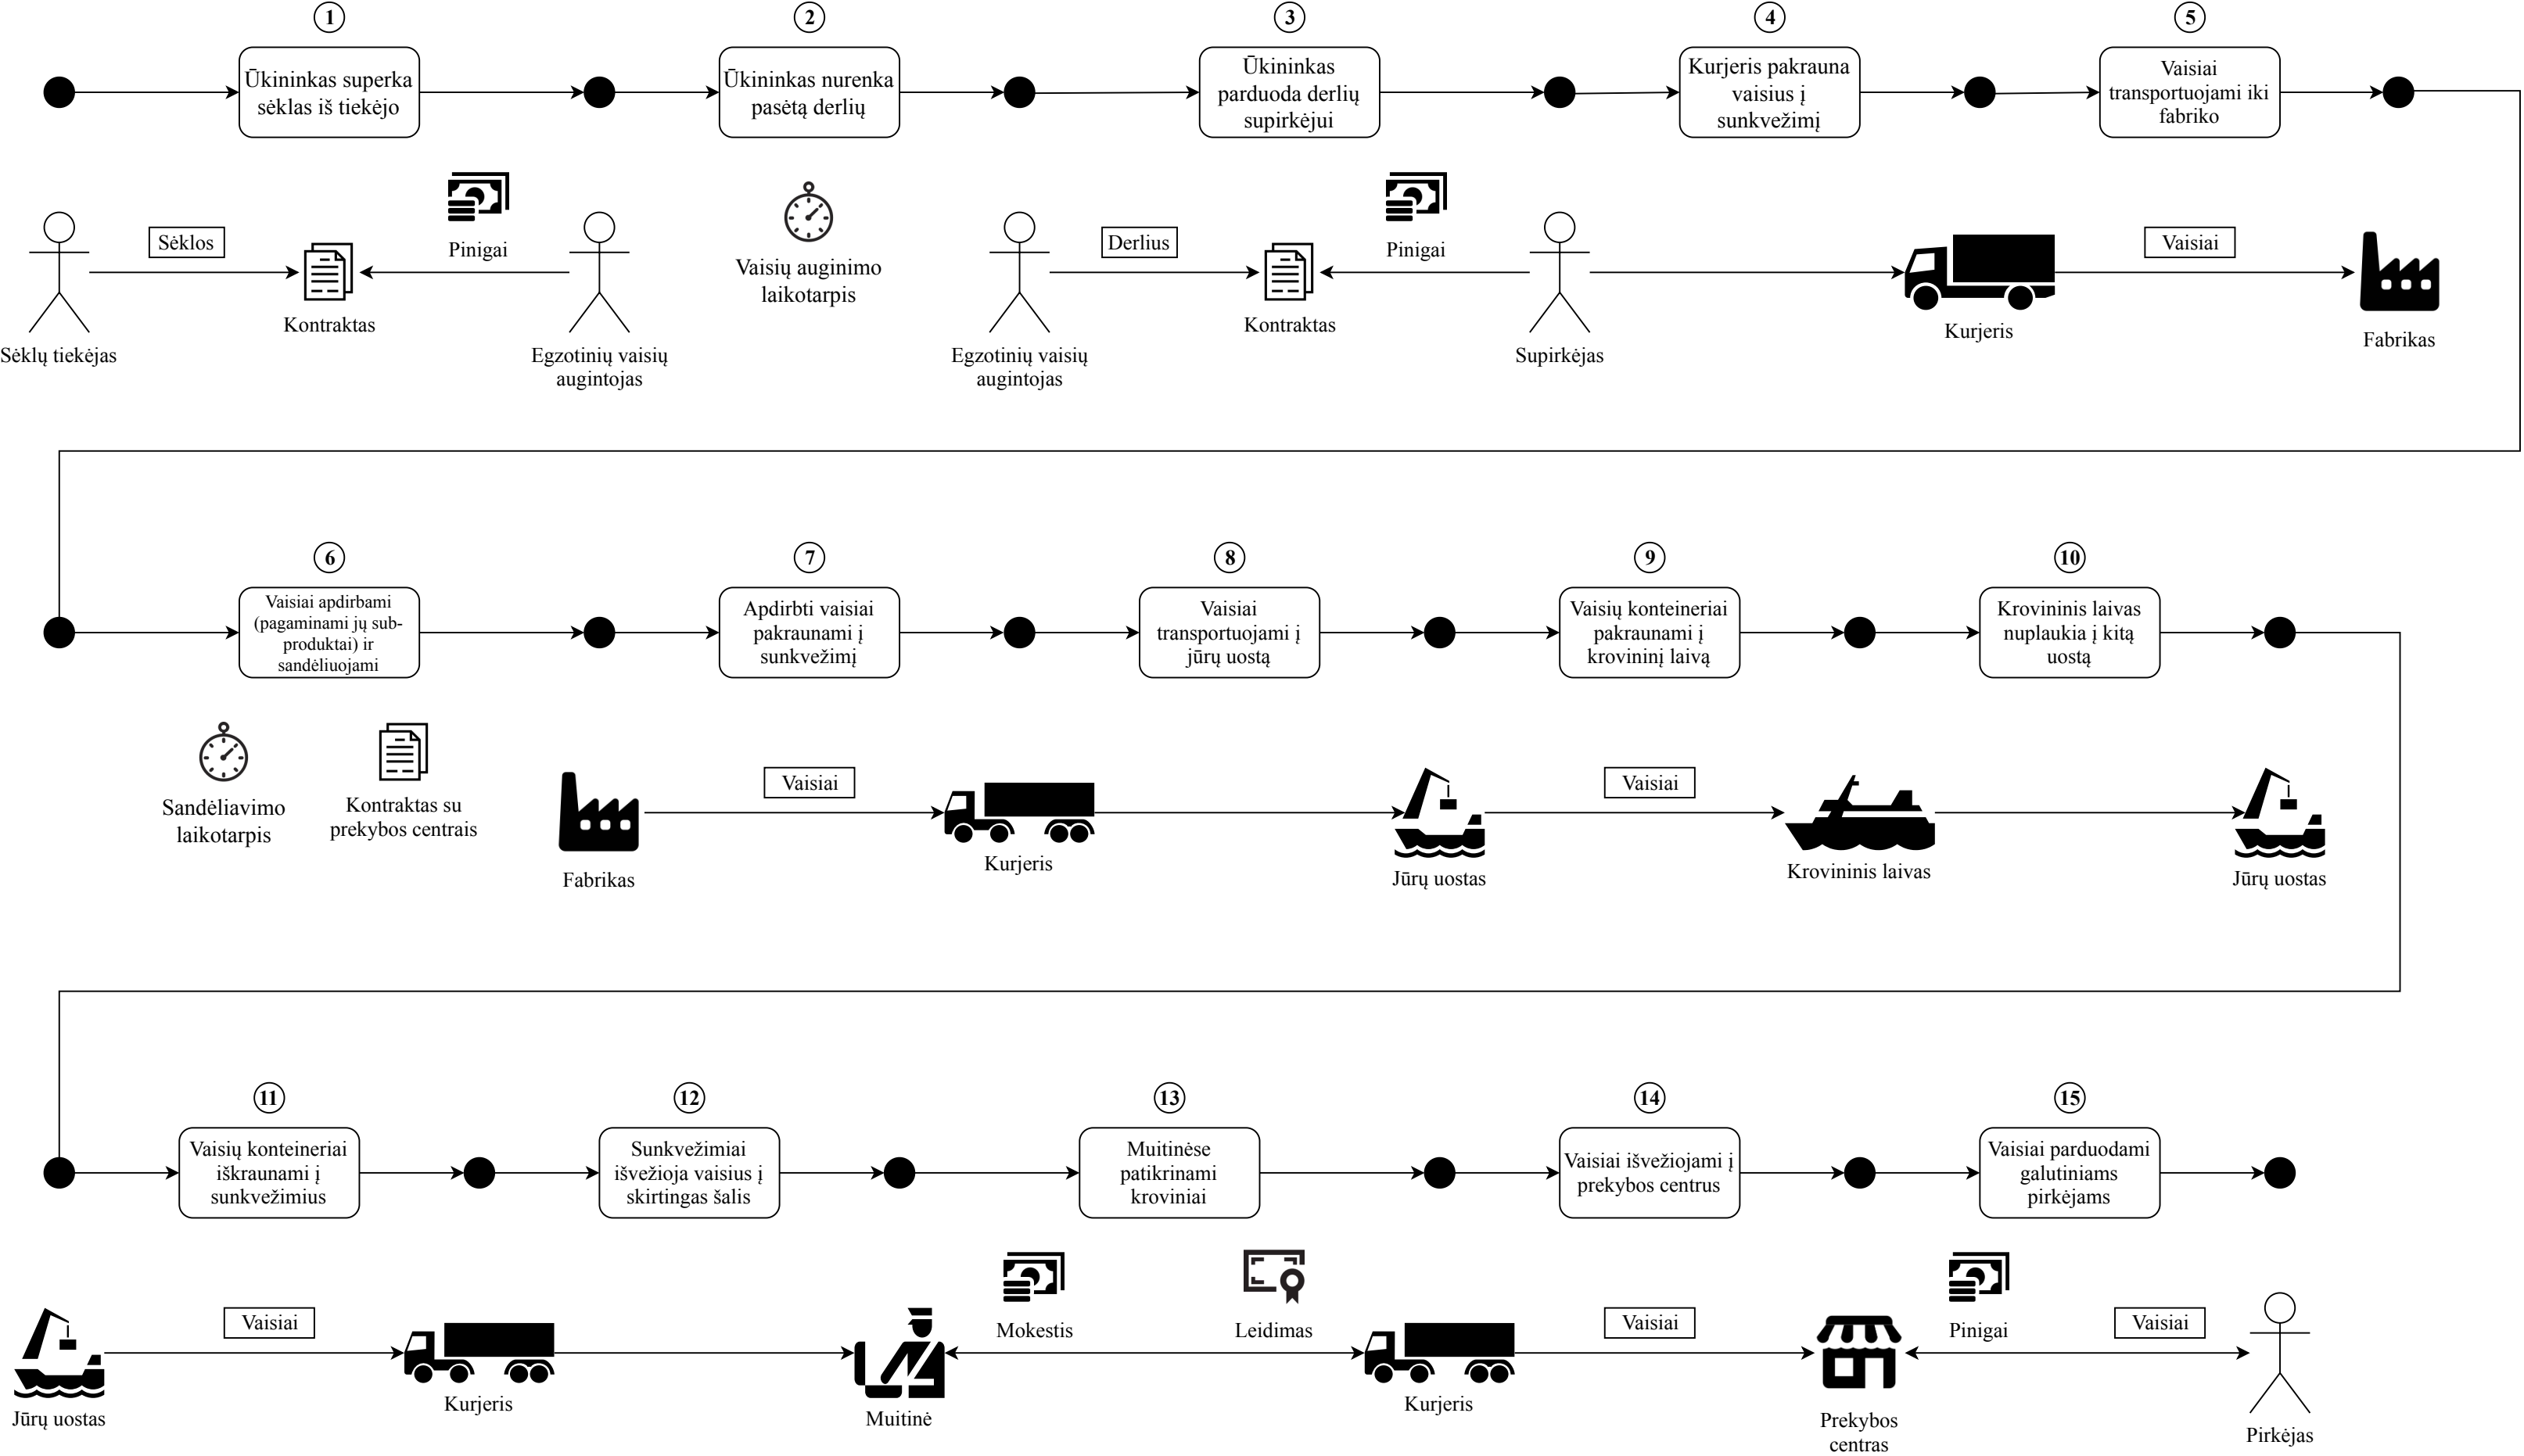 1
2
3
4
5
Ūkininkas superka
sėklas iš tiekėjo
Ūkininkas nurenka
pasėtą derlių
Ūkininkas
parduoda derlių
supirkėjui
Kurjeris pakrauna
vaisius į
sunkvežimį
Vaisiai
transportuojami iki
fabriko
Sėklos
Pinigai
Kontraktas
Sėklų tiekėjas
Egzotinių vaisių
augintojas
Vaisių auginimo
laikotarpis
Derlius
Pinigai
Kontraktas
Egzotinių vaisių
augintojas
Supirkėjas
Kurjeris
Vaisiai
Fabrikas
6
7
8
9
10
Vaisiai apdirbami
(pagaminami jų sub-
produktai) ir
sandėliuojami
Apdirbti vaisiai
pakraunami į
sunkvežimį
Vaisiai
transportuojami į
jūrų uostą
Vaisių konteineriai
pakraunami į
krovininį laivą
Krovininis laivas
nuplaukia į kitą
uostą
Sandėliavimo
laikotarpis
Kontraktas su
prekybos centrais
Fabrikas
Vaisiai
Kurjeris
Jūrų uostas
Vaisiai
Krovininis laivas
Jūrų uostas
11
12
13
14
15
Vaisių konteineriai
iškraunami į
sunkvežimius
Sunkvežimiai
išvežioja vaisius į
skirtingas šalis
Muitinėse
patikrinami
kroviniai
Vaisiai išvežiojami į
prekybos centrus
Vaisiai parduodami
galutiniams
pirkėjams
Jūrų uostas
Vaisiai
Kurjeris
Muitinė
Mokestis
Leidimas
Kurjeris
Vaisiai
Prekybos
centras
Pinigai
Vaisiai
Pirkėjas